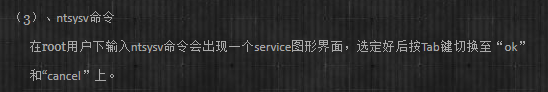 （3）、ntsysv命令
在root用户下输入ntsysv命令会出现一个service图形界面，选定好后按Tab键切换至“ok”
和“cancel”上。